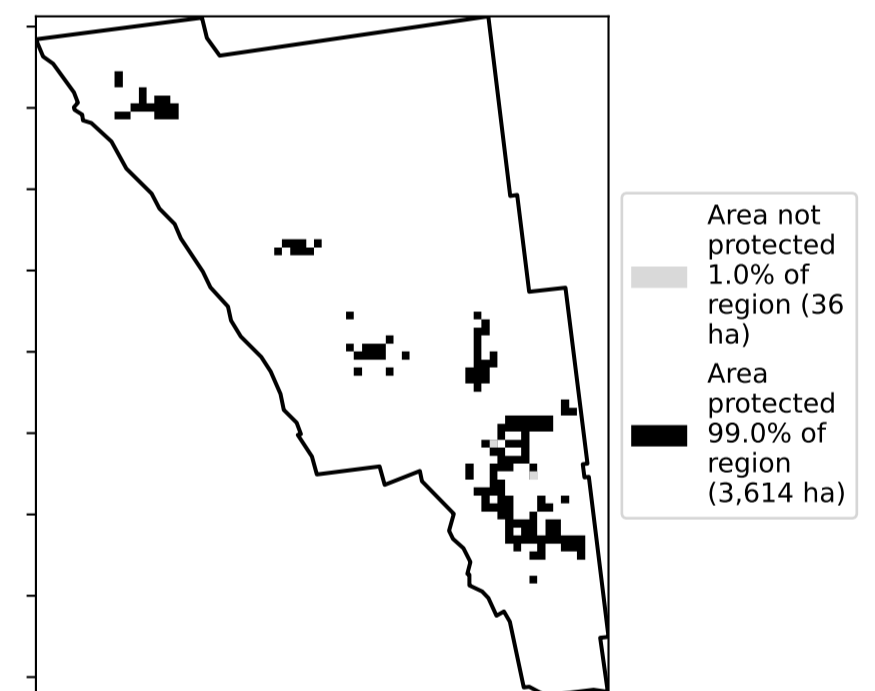 Area not
protected
1.0% of
region (36
ha)
Area
protected
99.0% of
region
(3,614 ha)